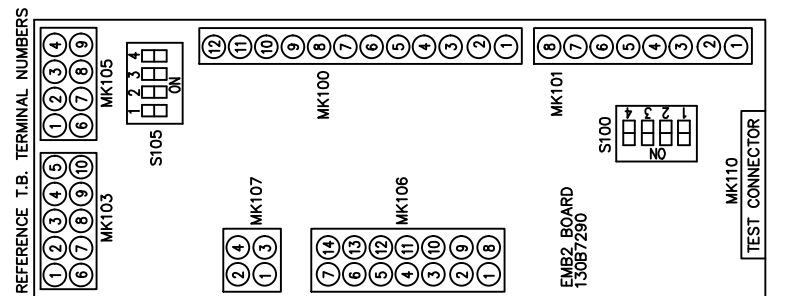 REFERENCE T.B. TERMINAL NUMBERS
4 9
3 8
2 7
1 6
MK105
5 10
4 9
3 8
2 7
1 6
MK103
1 2 3 4
ON
S105
12 11 10 9 8 7 6 5 4 3 2 1
MK100
8 7 6 5 4 3 2 1
MK101
4 3 2 1
ON
S100
MK107
4 3
2 1
MK106
14 13 12 11 10 9 8
7 6 5 4 3 2 1
EMB2 BOARD
130B7290
MK110
TEST CONNECTOR